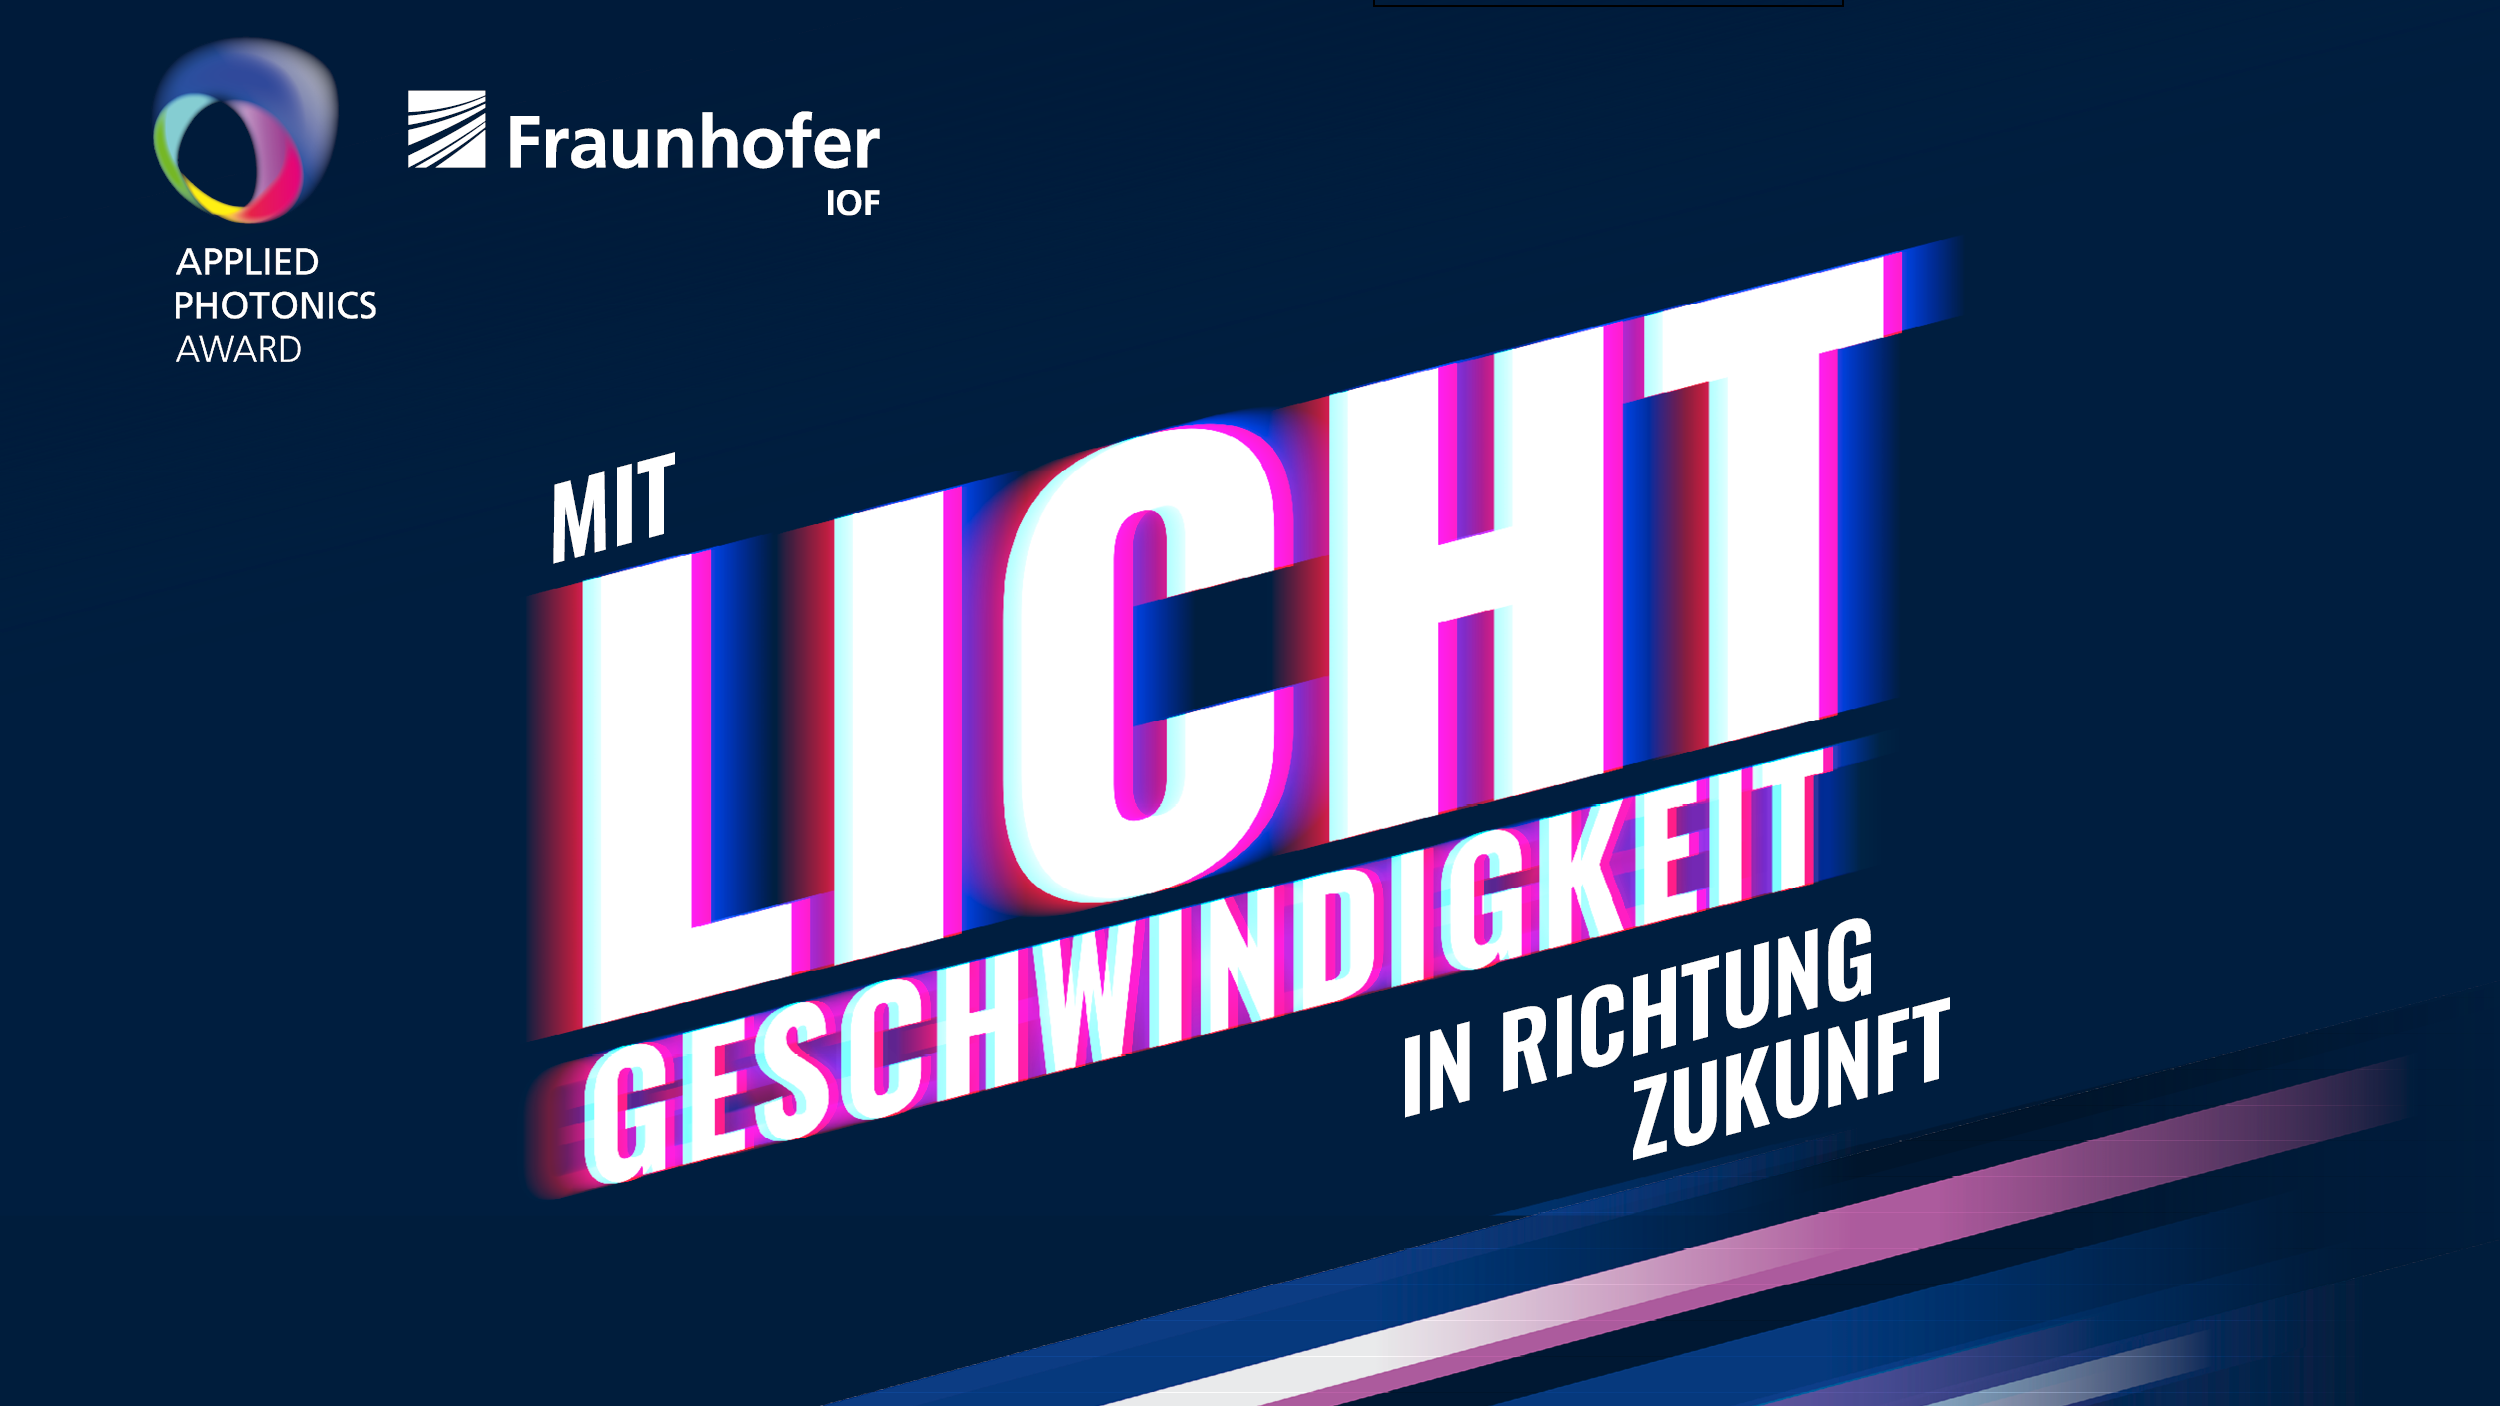 APPLIED
PHOTONICS
AWARD
Fraunhofer
IOF
MIT
LICHT
GESCHWINDIGKEIT
IN RICHTUNG
ZUKUNFT